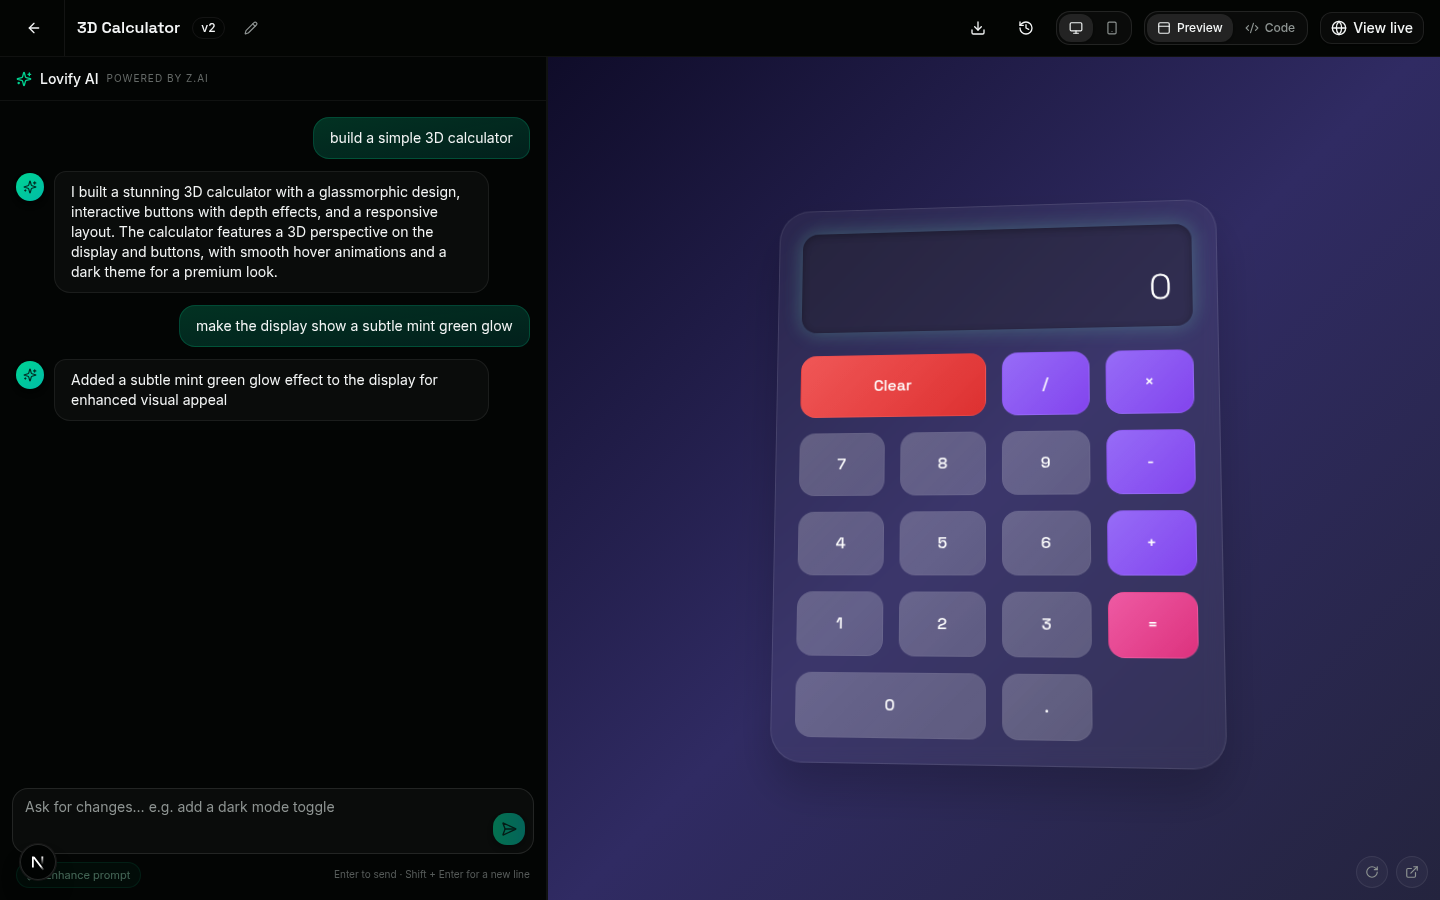 3D Calculator v2
Preview
Code
View live
Lovify AI POWERED BY Z.AI
build a simple 3D calculator
I built a stunning 3D calculator with a glassmorphic design,
interactive buttons with depth effects, and a responsive
layout. The calculator features a 3D perspective on the
display and buttons, with smooth hover animations and a
dark theme for a premium look.
make the display show a subtle mint green glow
Added a subtle mint green glow effect to the display for
enhanced visual appeal
Ask for changes... e.g. add a dark mode toggle
N
Enhance prompt
Enter to send · Shift + Enter for a new line
0
Clear / ×
7 8 9 -
4 5 6 +
1 2 3 =
0 .